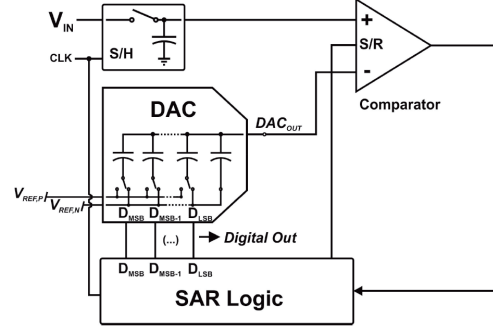 V_IN
S/H
CLK
+
S/R
-
Comparator
DAC
DAC_OUT
V_REF,P
V_REF,N
D_MSB D_MSB-1 D_LSB
(...)
Digital Out
D_MSB D_MSB-1 D_LSB
SAR Logic